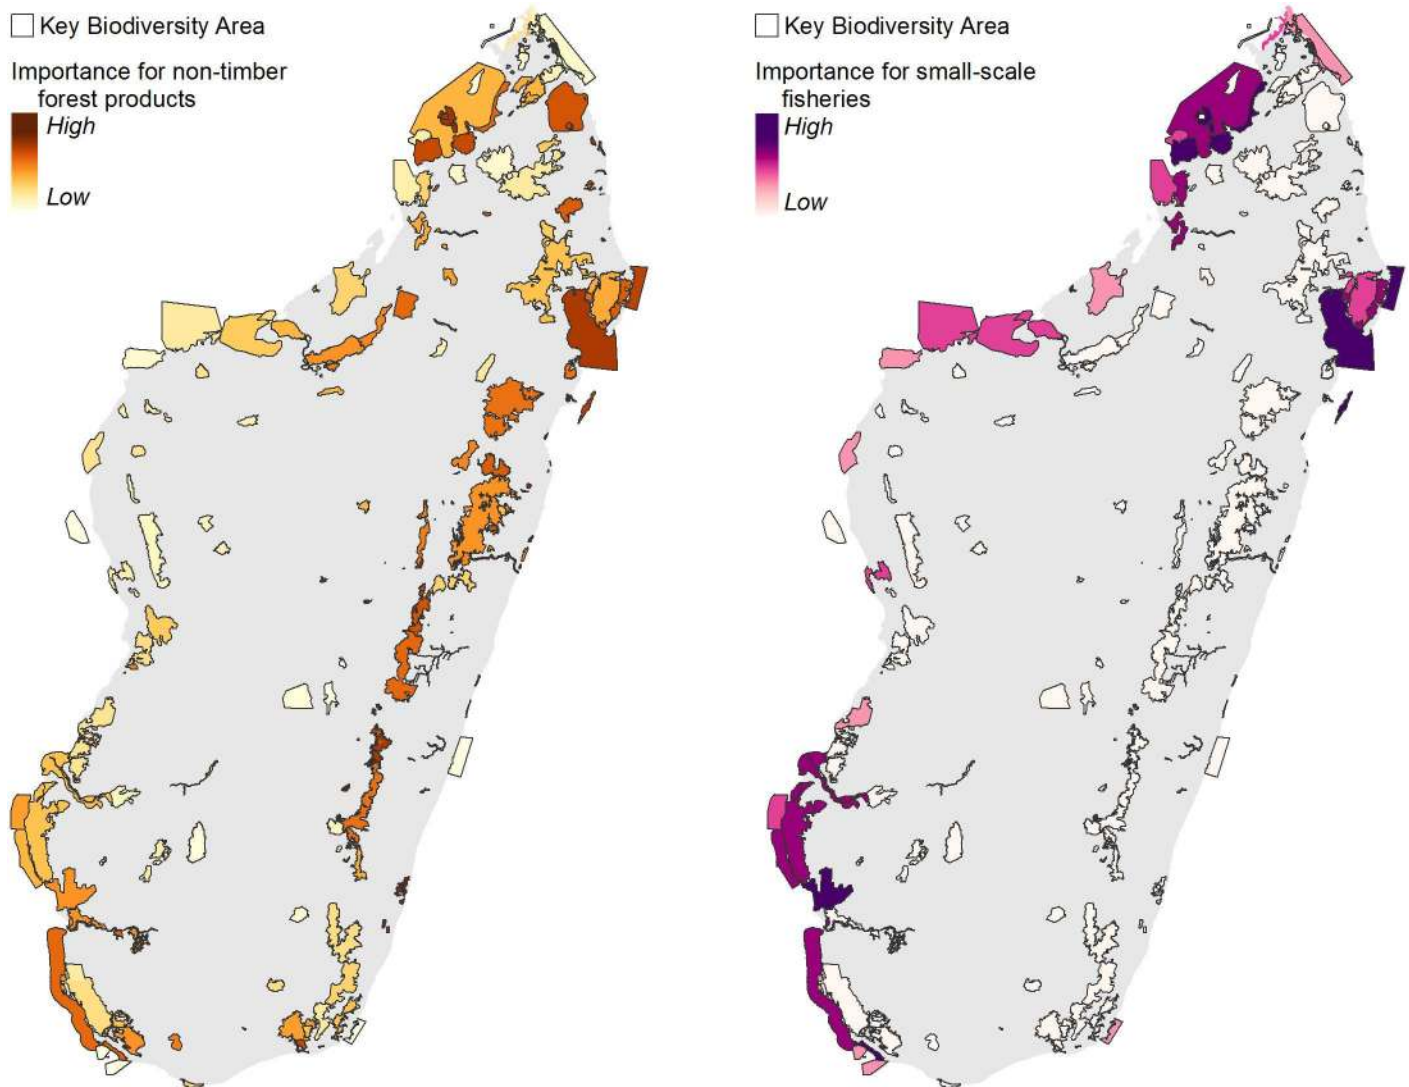 Key Biodiversity Area
Importance for non-timber
forest products
High
Low
Key Biodiversity Area
Importance for small-scale
fisheries
High
Low